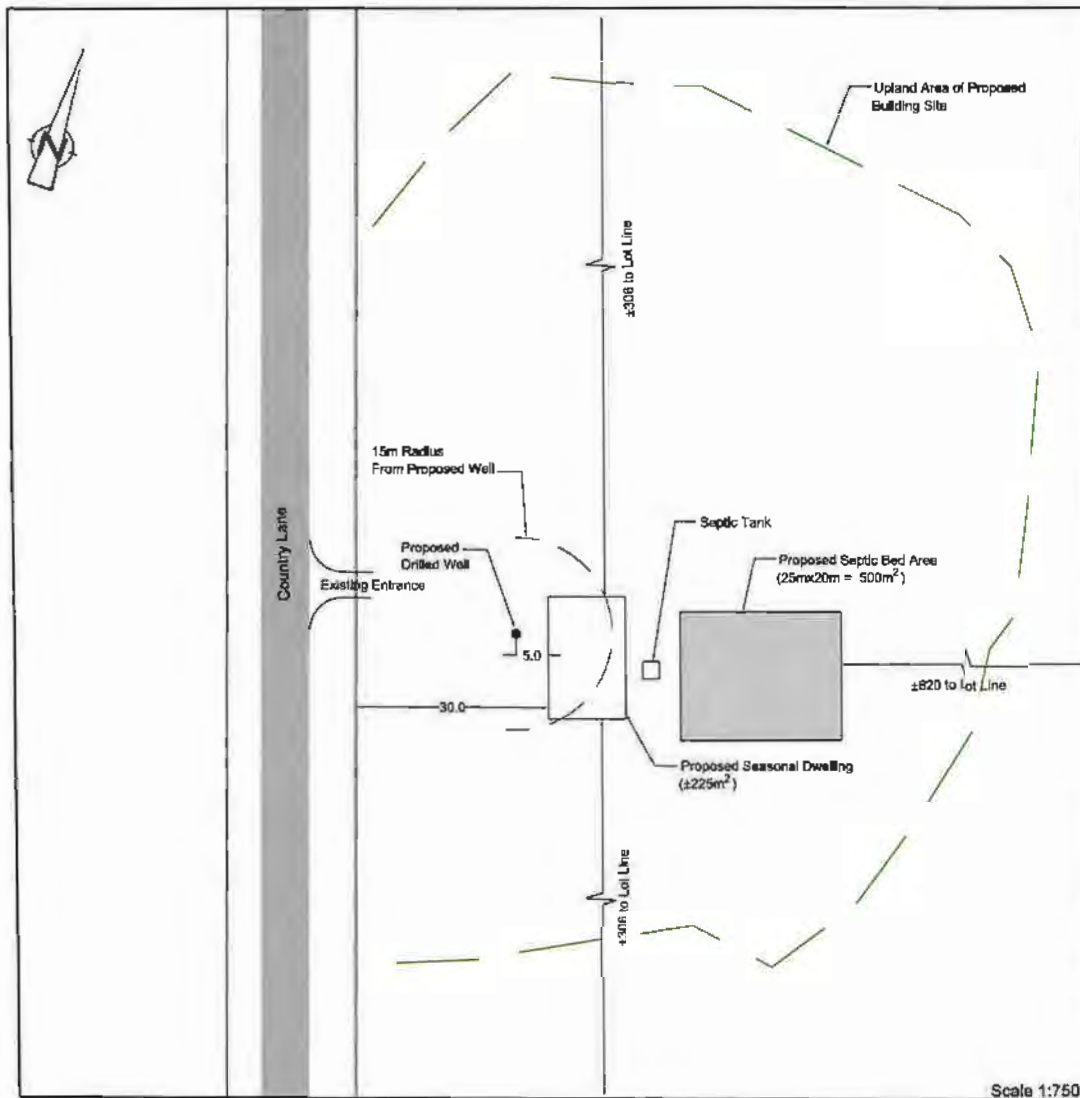 N
Upland Area of Proposed
Building Site
±306 to Lot Line
15m Radius
From Proposed Well
Septic Tank
Country Lane
Proposed
Drilled Well
Existing Entrance
Proposed Septic Bed Area
(25mx20m = 500m²)
5.0
30.0
±820 to Lot Line
Proposed Seasonal Dwelling
(±225m²)
±306 to Lot Line
Scale 1:750